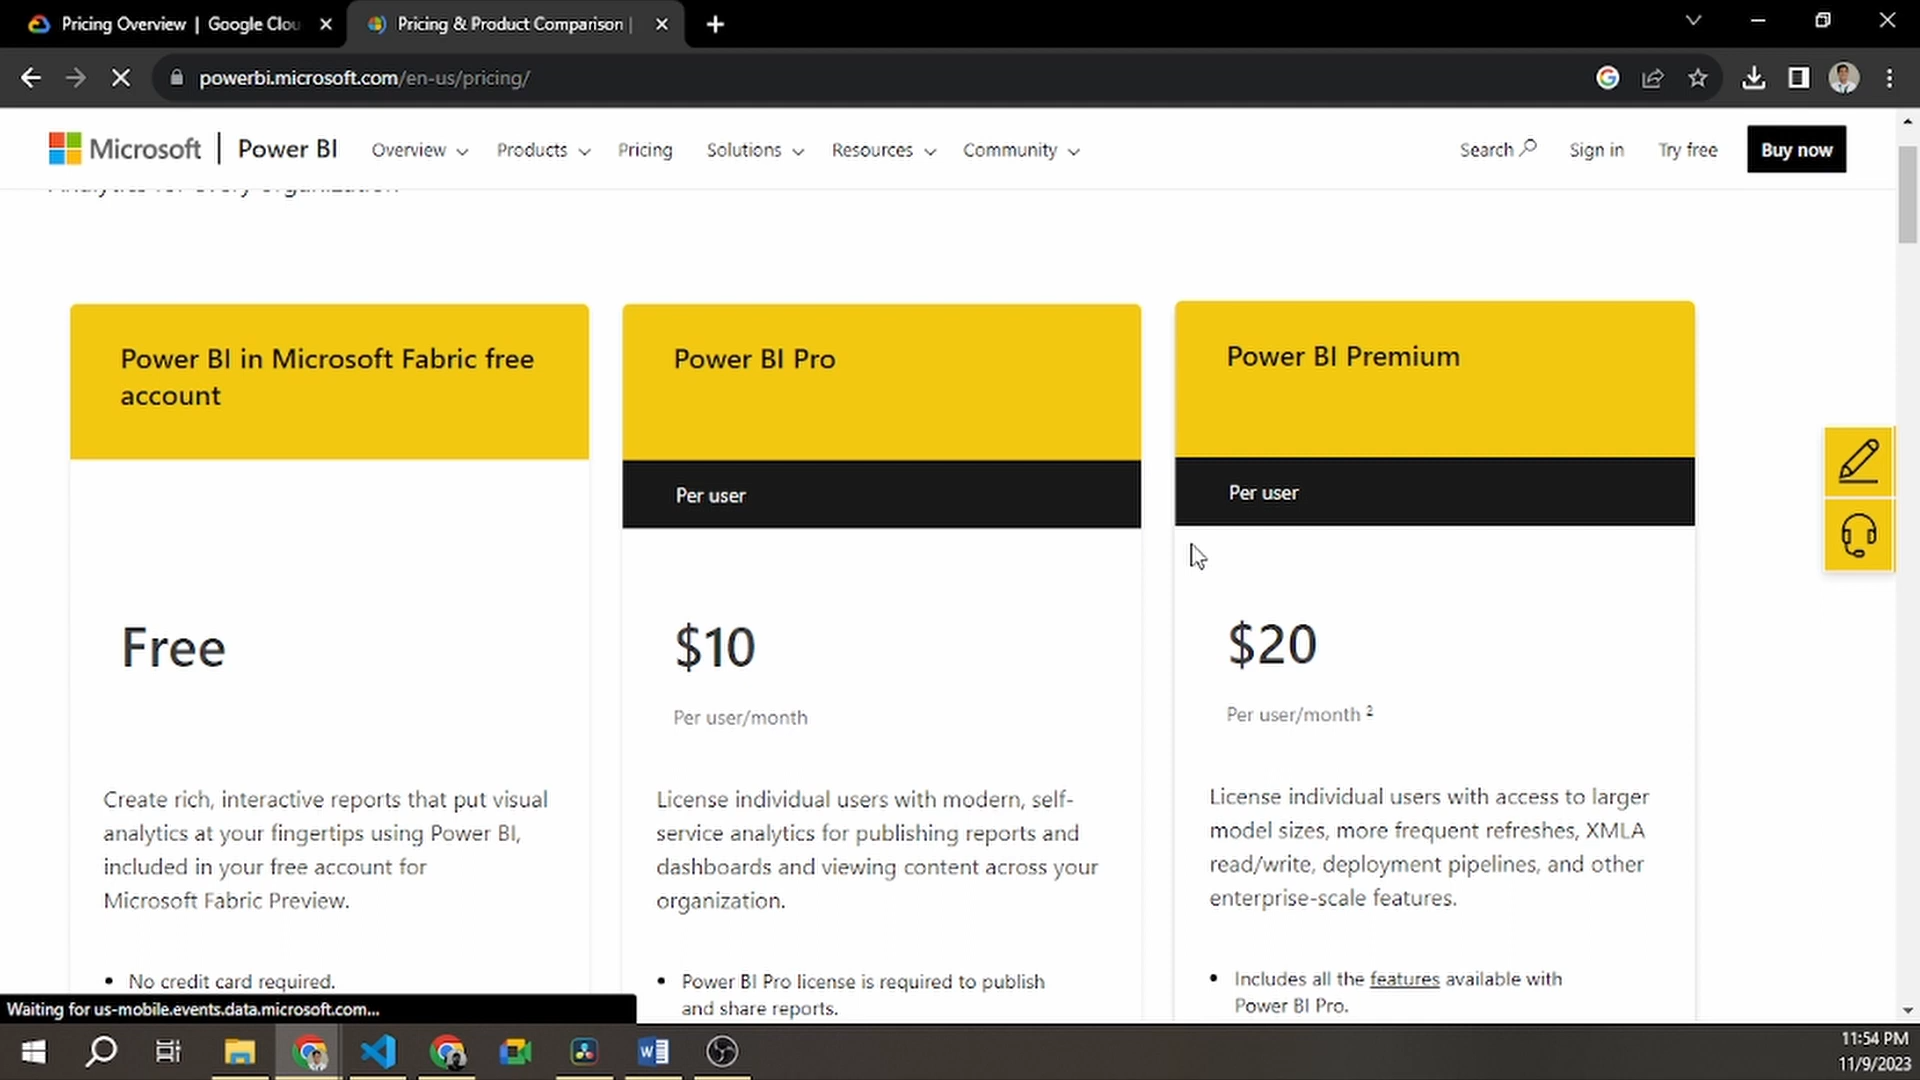 Pricing Overview | Google Clou
Pricing & Product Comparison |
powerbi.microsoft.com/en-us/pricing/
Microsoft | Power BI
Overview
Products
Pricing
Solutions
Resources
Community
Search
Sign in
Try free
Buy now
Analytics for every organization
Power BI in Microsoft Fabric free
account
Free
Create rich, interactive reports that put visual
analytics at your fingertips using Power BI,
included in your free account for
Microsoft Fabric Preview.
• No credit card required.
Power BI Pro
Per user
$10
Per user/month
License individual users with modern, self-
service analytics for publishing reports and
dashboards and viewing content across your
organization.
• Power BI Pro license is required to publish
and share reports.
Power BI Premium
Per user
$20
Per user/month 2
License individual users with access to larger
model sizes, more frequent refreshes, XMLA
read/write, deployment pipelines, and other
enterprise-scale features.
• Includes all the features available with
Power BI Pro.
Waiting for us-mobile.events.data.microsoft.com...
11:54 PM
11/9/2023